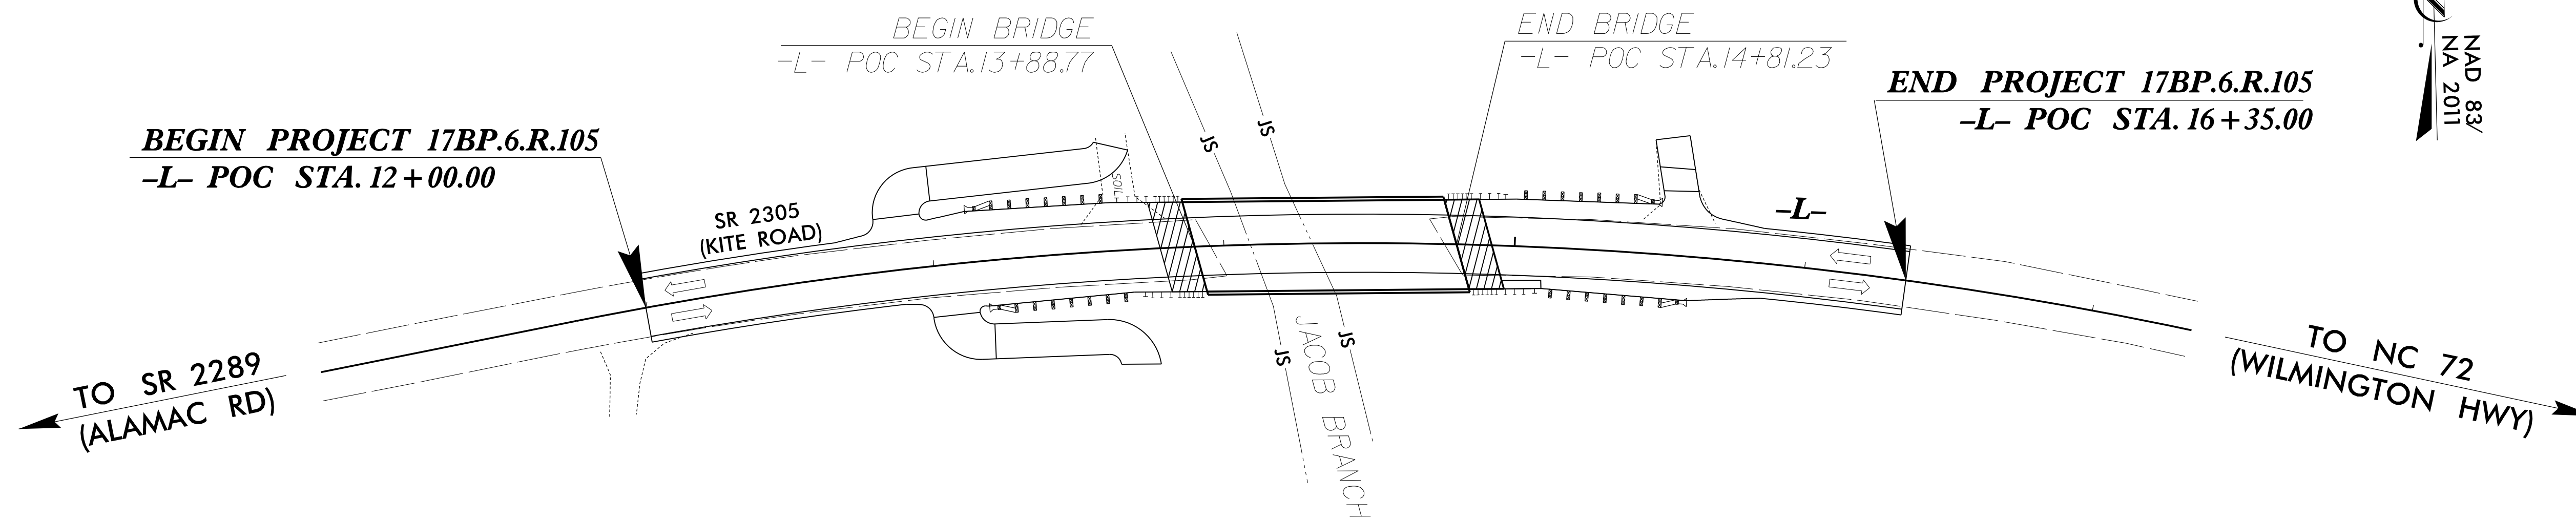 BEGIN BRIDGE
-L- POC STA.13+88.77
END BRIDGE
-L- POC STA.14+81.23
NAD 83/
NA 2011
BEGIN PROJECT 17BP.6.R.105
-L- POC STA. 12+00.00
END PROJECT 17BP.6.R.105
-L- POC STA. 16+35.00
JS
JS
SOIL
SR 2305
(KITE ROAD)
-L-
JS
JS
JACOB BRANCH
TO SR 2289
(ALAMAC RD)
TO NC 72
(WILMINGTON HWY)